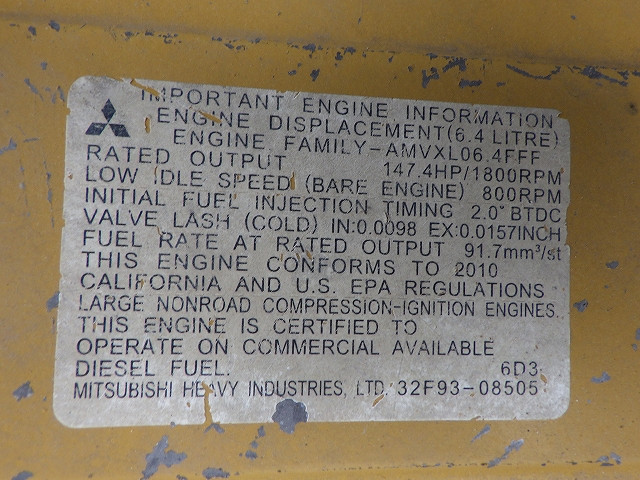 IMPORTANT ENGINE INFORMATION
ENGINE DISPLACEMENT(6.4 LITRE)
ENGINE FAMILY-AMVXL06.4FFF
RATED OUTPUT 147.4HP/1800RPM
LOW IDLE SPEED (BARE ENGINE) 800RPM
INITIAL FUEL INJECTION TIMING 2.0° BTDC
VALVE LASH (COLD) IN:0.0098 EX:0.0157INCH
FUEL RATE AT RATED OUTPUT 91.7mm³/st
THIS ENGINE CONFORMS TO 2010
CALIFORNIA AND U.S. EPA REGULATIONS
LARGE NONROAD COMPRESSION-IGNITION ENGINES.
THIS ENGINE IS CERTIFIED TO
OPERATE ON COMMERCIAL AVAILABLE
DIESEL FUEL. 6D3
MITSUBISHI HEAVY INDUSTRIES, LTD. 32F93-08505